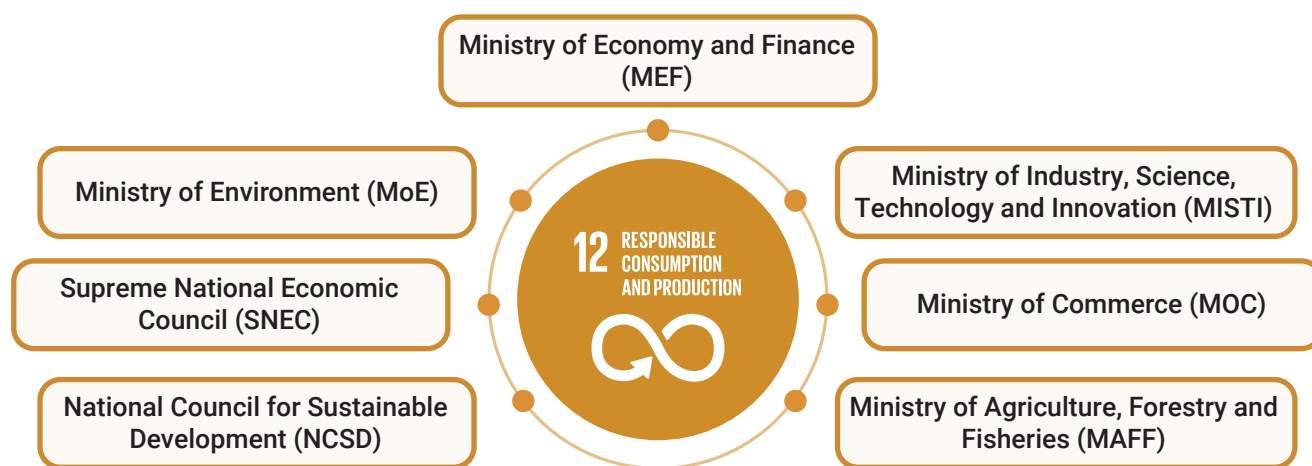 Ministry of Economy and Finance
(MEF)
Ministry of Environment (MoE)
Ministry of Industry, Science,
Technology and Innovation (MISTI)
12 RESPONSIBLE
CONSUMPTION
AND PRODUCTION
Supreme National Economic
Council (SNEC)
Ministry of Commerce (MOC)
National Council for Sustainable
Development (NCSD)
Ministry of Agriculture, Forestry and
Fisheries (MAFF)